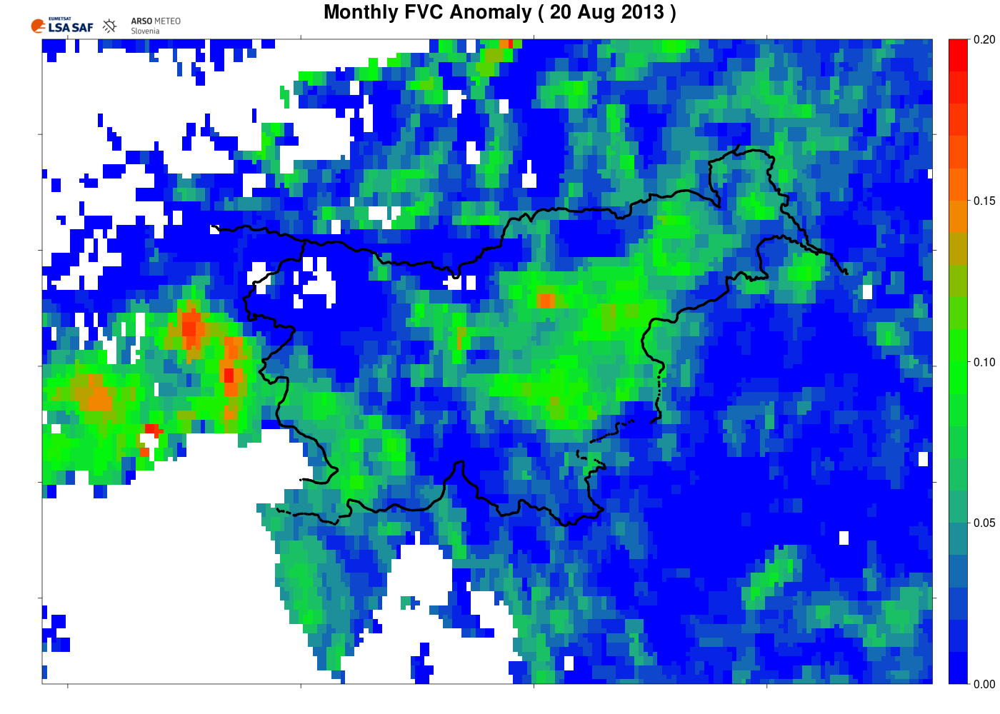 Monthly FVC Anomaly ( 20 Aug 2013 )
EUMETSAT
LSA SAF
ARSO METEO
Slovenia
0.20
0.15
0.10
0.05
0.00